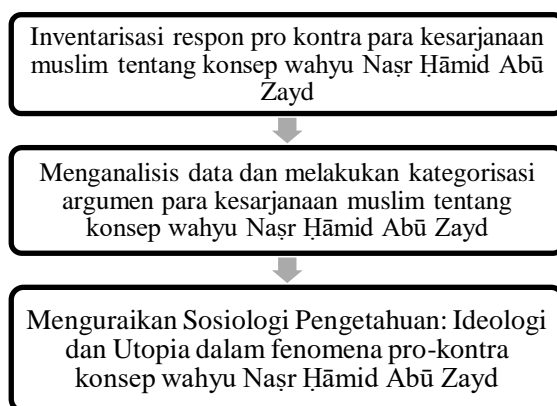 Inventarisasi respon pro kontra para kesarjanaan
muslim tentang konsep wahyu Naṣr Ḥāmid Abū
Zayd
Menganalisis data dan melakukan kategorisasi
argumen para kesarjanaan muslim tentang
konsep wahyu Naṣr Ḥāmid Abū Zayd
Menguraikan Sosiologi Pengetahuan: Ideologi
dan Utopia dalam fenomena pro-kontra
konsep wahyu Naṣr Ḥāmid Abū Zayd